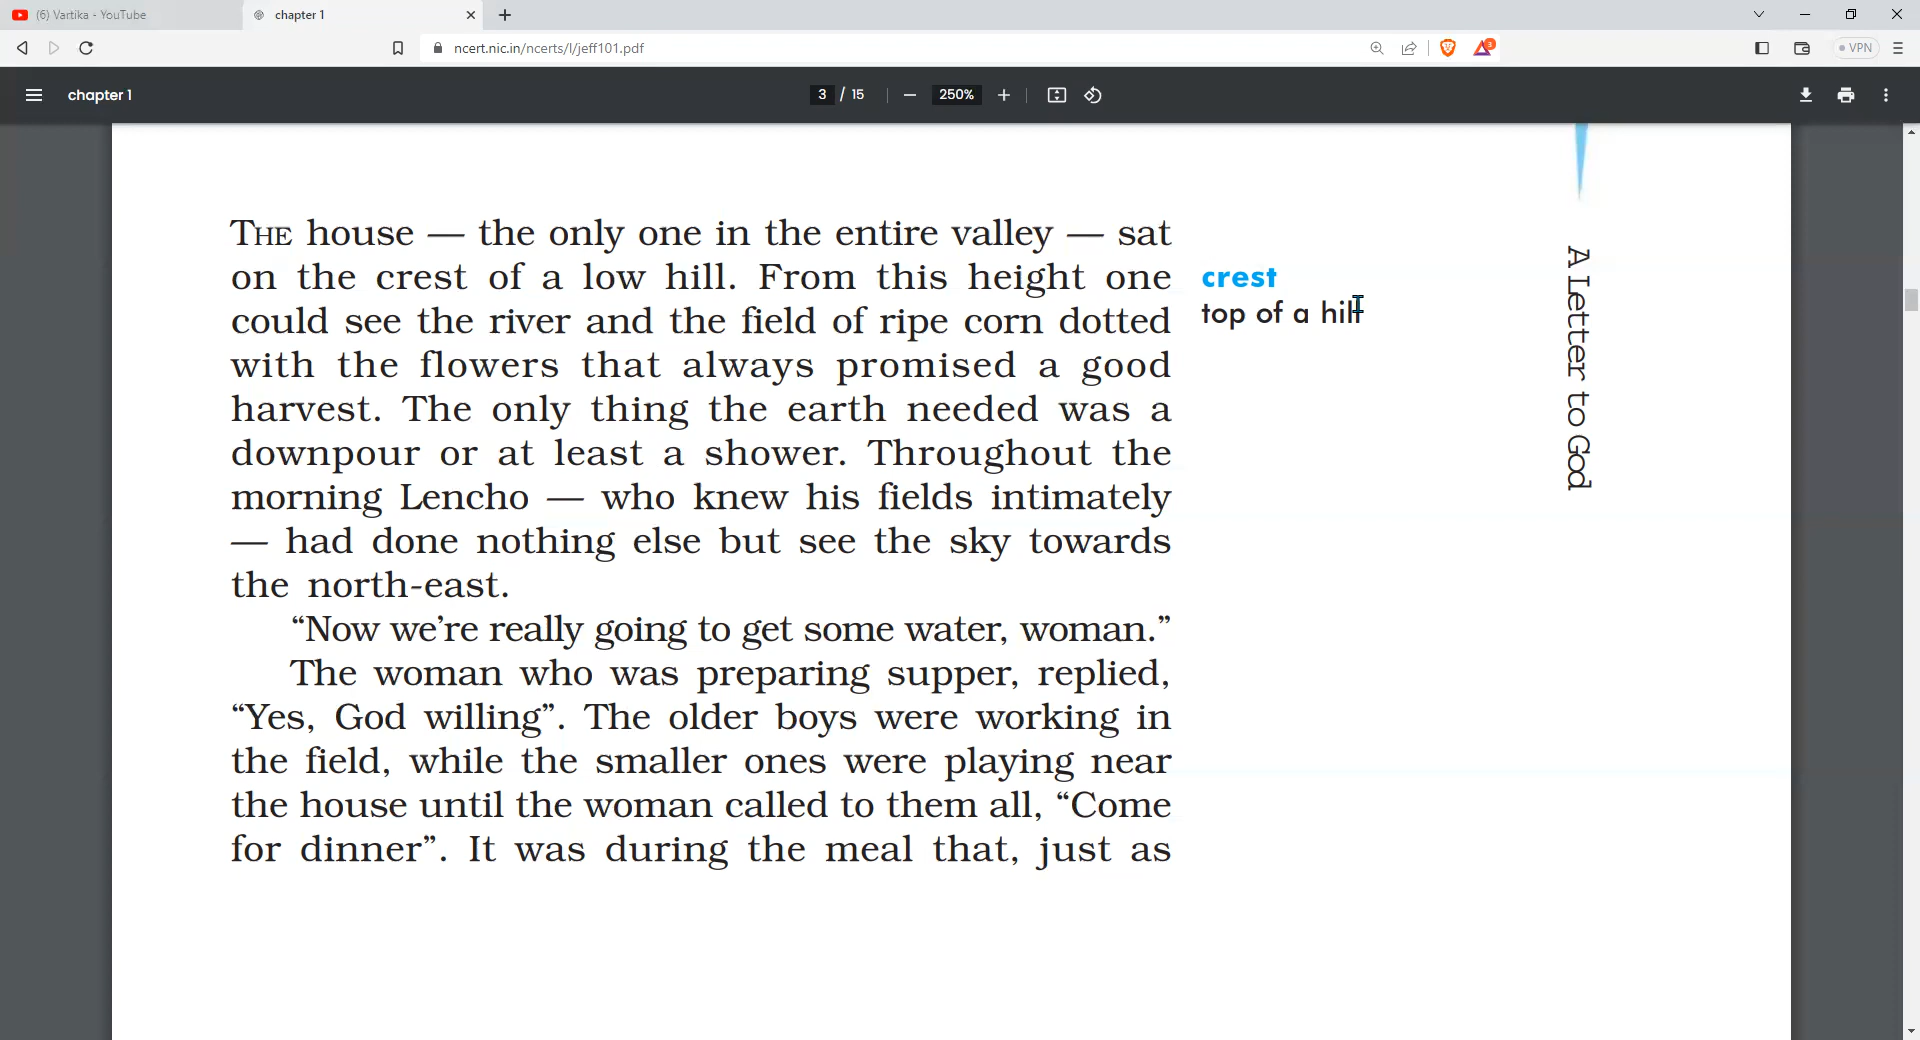 (6) Vartika - YouTube
chapter 1
ncert.nic.in/ncerts/l/jeff101.pdf
3
VPN
chapter 1
3 / 15
250%
THE house — the only one in the entire valley — sat
on the crest of a low hill. From this height one
could see the river and the field of ripe corn dotted
with the flowers that always promised a good
harvest. The only thing the earth needed was a
downpour or at least a shower. Throughout the
morning Lencho — who knew his fields intimately
— had done nothing else but see the sky towards
the north-east.
“Now we’re really going to get some water, woman.”
The woman who was preparing supper, replied,
“Yes, God willing”. The older boys were working in
the field, while the smaller ones were playing near
the house until the woman called to them all, “Come
for dinner”. It was during the meal that, just as
crest
top of a hill
A Letter to God